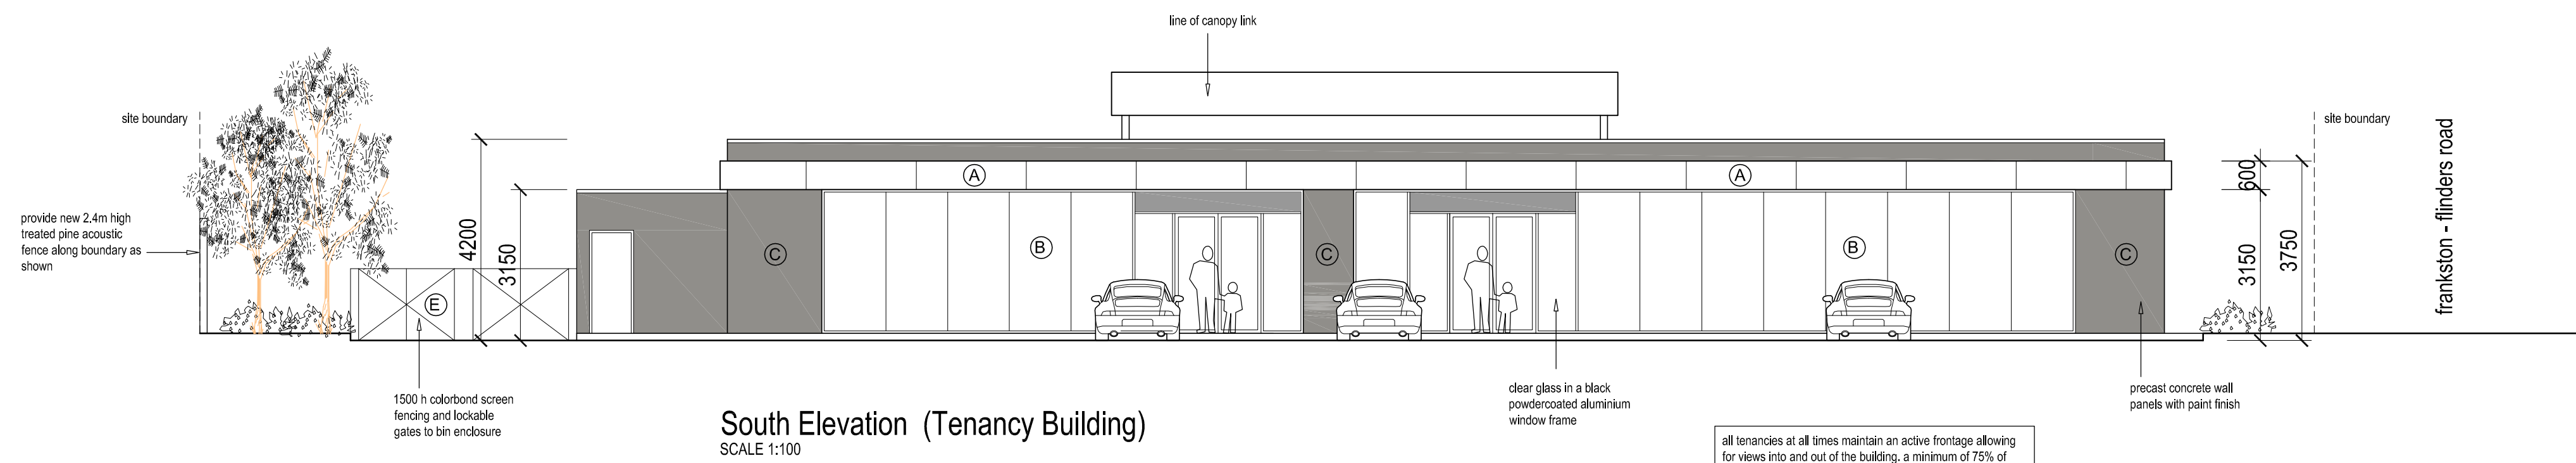 line of canopy link
site boundary
site boundary
frankston - flinders road
A
A
600
provide new 2.4m high
treated pine acoustic
fence along boundary as
shown
4200
3150
C
B
C
B
C
3150
3750
E
1500 h colorbond screen
fencing and lockable
gates to bin enclosure
clear glass in a black
powdercoated aluminium
window frame
precast concrete wall
panels with paint finish
South Elevation (Tenancy Building)
SCALE 1:100
all tenancies at all times maintain an active frontage allowing
for views into and out of the building. a minimum of 75% of